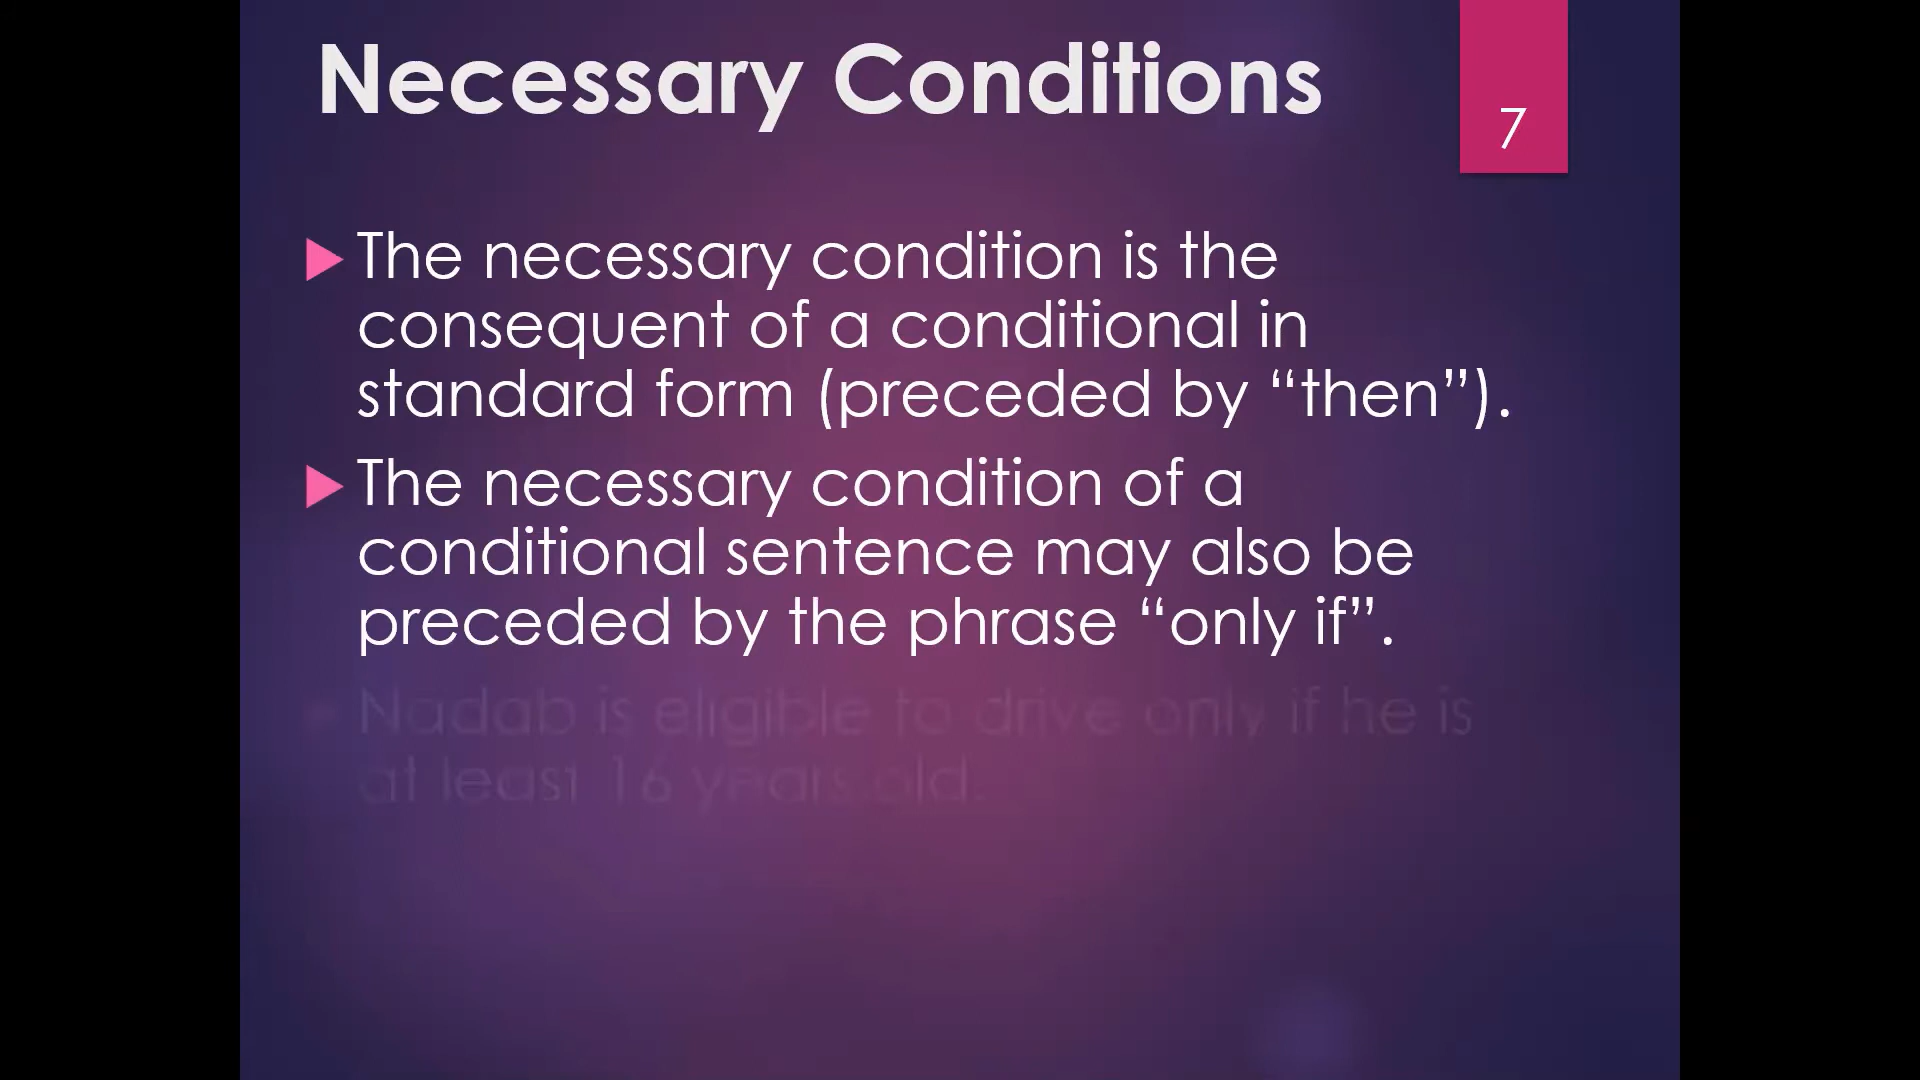 Necessary Conditions
7
The necessary condition is the
consequent of a conditional in
standard form (preceded by “then”).
The necessary condition of a
conditional sentence may also be
preceded by the phrase “only if”.
Nadab is eligible to drive only if he is
at least 16 years old.